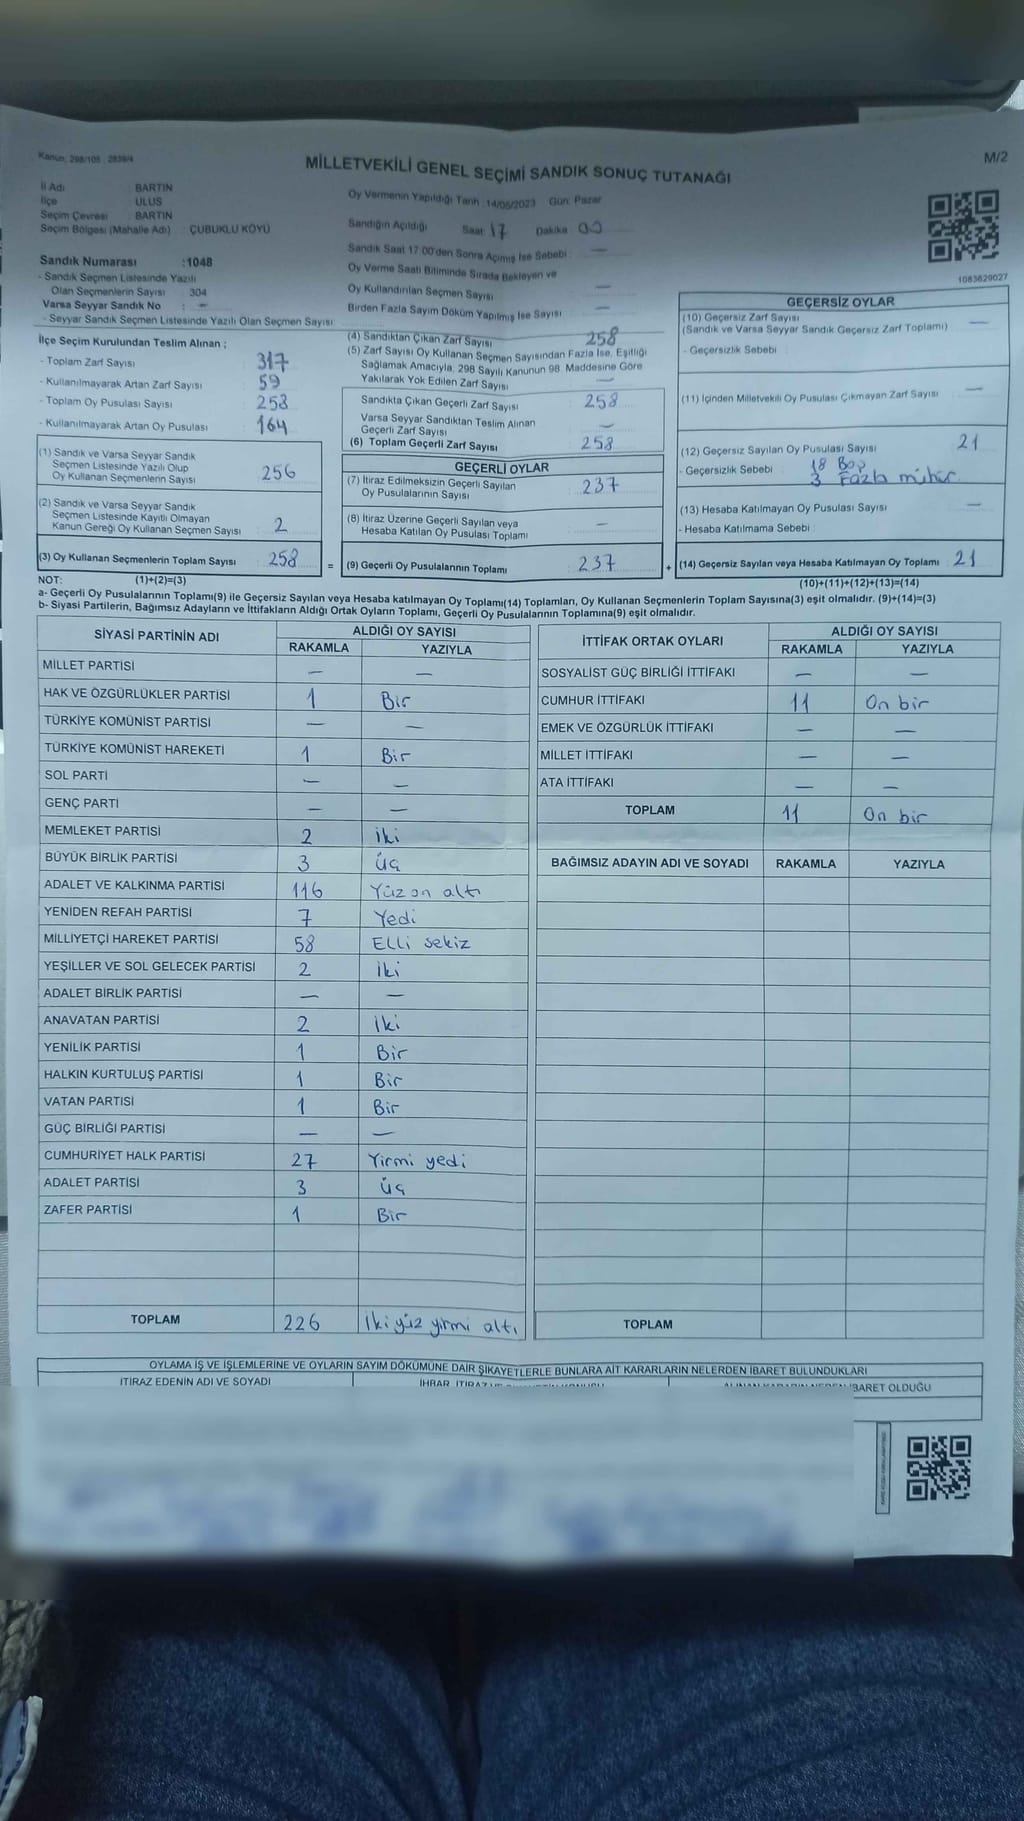 Kanun: 298/105 , 2839/4
MİLLETVEKİLİ GENEL SEÇİMİ SANDIK SONUÇ TUTANAĞI
M/2
İl Adı : BARTIN
İlçe : ULUS
Seçim Çevresi : BARTIN
Seçim Bölgesi (Mahalle Adı) : ÇUBUKLU KÖYÜ
Sandık Numarası :1048
- Sandık Seçmen Listesinde Yazılı
Olan Seçmenlerin Sayısı : 304
Varsa Seyyar Sandık No : —
- Seyyar Sandık Seçmen Listesinde Yazılı Olan Seçmen Sayısı :
Oy Vermenin Yapıldığı Tarih : 14/05/2023 Gün: Pazar
Sandığın Açıldığı Saat: 17 Dakika 00
Sandık Saat 17:00'den Sonra Açımış İse Sebebi : —
Oy Verme Saati Bitiminde Sırada Bekleyen ve
Oy Kullandırılan Seçmen Sayısı —
Birden Fazla Sayım Döküm Yapılmış İse Sayısı —
1083629027
İlçe Seçim Kurulundan Teslim Alınan :
- Toplam Zarf Sayısı 317
- Kullanılmayarak Artan Zarf Sayısı 59
- Toplam Oy Pusulası Sayısı 258
- Kullanılmayarak Artan Oy Pusulası 164
(1) Sandık ve Varsa Seyyar Sandık
Seçmen Listesinde Yazılı Olup
Oy Kullanan Seçmenlerin Sayısı 256
(2) Sandık ve Varsa Seyyar Sandık
Seçmen Listesinde Kayıtlı Olmayan
Kanun Gereği Oy Kullanan Seçmen Sayısı 2
(3) Oy Kullanan Seçmenlerin Toplam Sayısı 258
(4) Sandıktan Çıkan Zarf Sayısı 258
(5) Zarf Sayısı Oy Kullanan Seçmen Sayısından Fazla İse, Eşitliği
Sağlamak Amacıyla, 298 Sayılı Kanunun 98. Maddesine Göre
Yakılarak Yok Edilen Zarf Sayısı —
Sandıkta Çıkan Geçerli Zarf Sayısı : 258
Varsa Seyyar Sandıktan Teslim Alınan
Geçerli Zarf Sayısı —
(6) Toplam Geçerli Zarf Sayısı : 258
GEÇERLİ OYLAR
(7) İtiraz Edilmeksizin Geçerli Sayılan
Oy Pusulalarının Sayısı : 237
(8) İtiraz Üzerine Geçerli Sayılan veya
Hesaba Katılan Oy Pusulası Toplamı —
= (9) Geçerli Oy Pusulalarının Toplamı : 237
GEÇERSİZ OYLAR
(10) Geçersiz Zarf Sayısı
(Sandık ve Varsa Seyyar Sandık Geçersiz Zarf Toplamı) —
- Geçersizlik Sebebi :
(11) İçinden Milletvekili Oy Pusulası Çıkmayan Zarf Sayısı —
(12) Geçersiz Sayılan Oy Pusulası Sayısı 21
- Geçersizlik Sebebi : 18 Boş
3 Fazla mühür
(13) Hesaba Katılmayan Oy Pusulası Sayısı —
- Hesaba Katılmama Sebebi :
+ (14) Geçersiz Sayılan veya Hesaba Katılmayan Oy Toplamı 21
NOT: (1)+(2)=(3)
(10)+(11)+(12)+(13)=(14)
a- Geçerli Oy Pusulalarının Toplamı(9) ile Geçersiz Sayılan veya Hesaba katılmayan Oy Toplamı(14) Toplamları, Oy Kullanan Seçmenlerin Toplam Sayısına(3) eşit olmalıdır. (9)+(14)=(3)
b- Siyasi Partilerin, Bağımsız Adayların ve İttifakların Aldığı Ortak Oyların Toplamı, Geçerli Oy Pusulalarının Toplamına(9) eşit olmalıdır.
SİYASİ PARTİNİN ADI
ALDIĞI OY SAYISI
RAKAMLA YAZIYLA
MİLLET PARTİSİ — —
HAK VE ÖZGÜRLÜKLER PARTİSİ 1 Bir
TÜRKİYE KOMÜNİST PARTİSİ — —
TÜRKİYE KOMÜNİST HAREKETİ 1 Bir
SOL PARTİ — —
GENÇ PARTİ — —
MEMLEKET PARTİSİ 2 iki
BÜYÜK BİRLİK PARTİSİ 3 üç
ADALET VE KALKINMA PARTİSİ 116 Yüz on altı
YENİDEN REFAH PARTİSİ 7 Yedi
MİLLİYETÇİ HAREKET PARTİSİ 58 Elli sekiz
YEŞİLLER VE SOL GELECEK PARTİSİ 2 iki
ADALET BİRLİK PARTİSİ — —
ANAVATAN PARTİSİ 2 iki
YENİLİK PARTİSİ 1 Bir
HALKIN KURTULUŞ PARTİSİ 1 Bir
VATAN PARTİSİ 1 Bir
GÜÇ BİRLİĞİ PARTİSİ — —
CUMHURİYET HALK PARTİSİ 27 Yirmi yedi
ADALET PARTİSİ 3 üç
ZAFER PARTİSİ 1 Bir
TOPLAM 226 iki yüz yirmi altı
İTTİFAK ORTAK OYLARI
ALDIĞI OY SAYISI
RAKAMLA YAZIYLA
SOSYALİST GÜÇ BİRLİĞİ İTTİFAKI — —
CUMHUR İTTİFAKI 11 On bir
EMEK VE ÖZGÜRLÜK İTTİFAKI — —
MİLLET İTTİFAKI — —
ATA İTTİFAKI — —
TOPLAM 11 On bir
BAĞIMSIZ ADAYIN ADI VE SOYADI RAKAMLA YAZIYLA
TOPLAM
OYLAMA İŞ VE İŞLEMLERİNE VE OYLARIN SAYIM DÖKÜMÜNE DAİR ŞİKAYETLERLE BUNLARA AİT KARARLARIN NELERDEN İBARET BULUNDUKLARI
İTİRAZ EDENİN ADI VE SOYADI